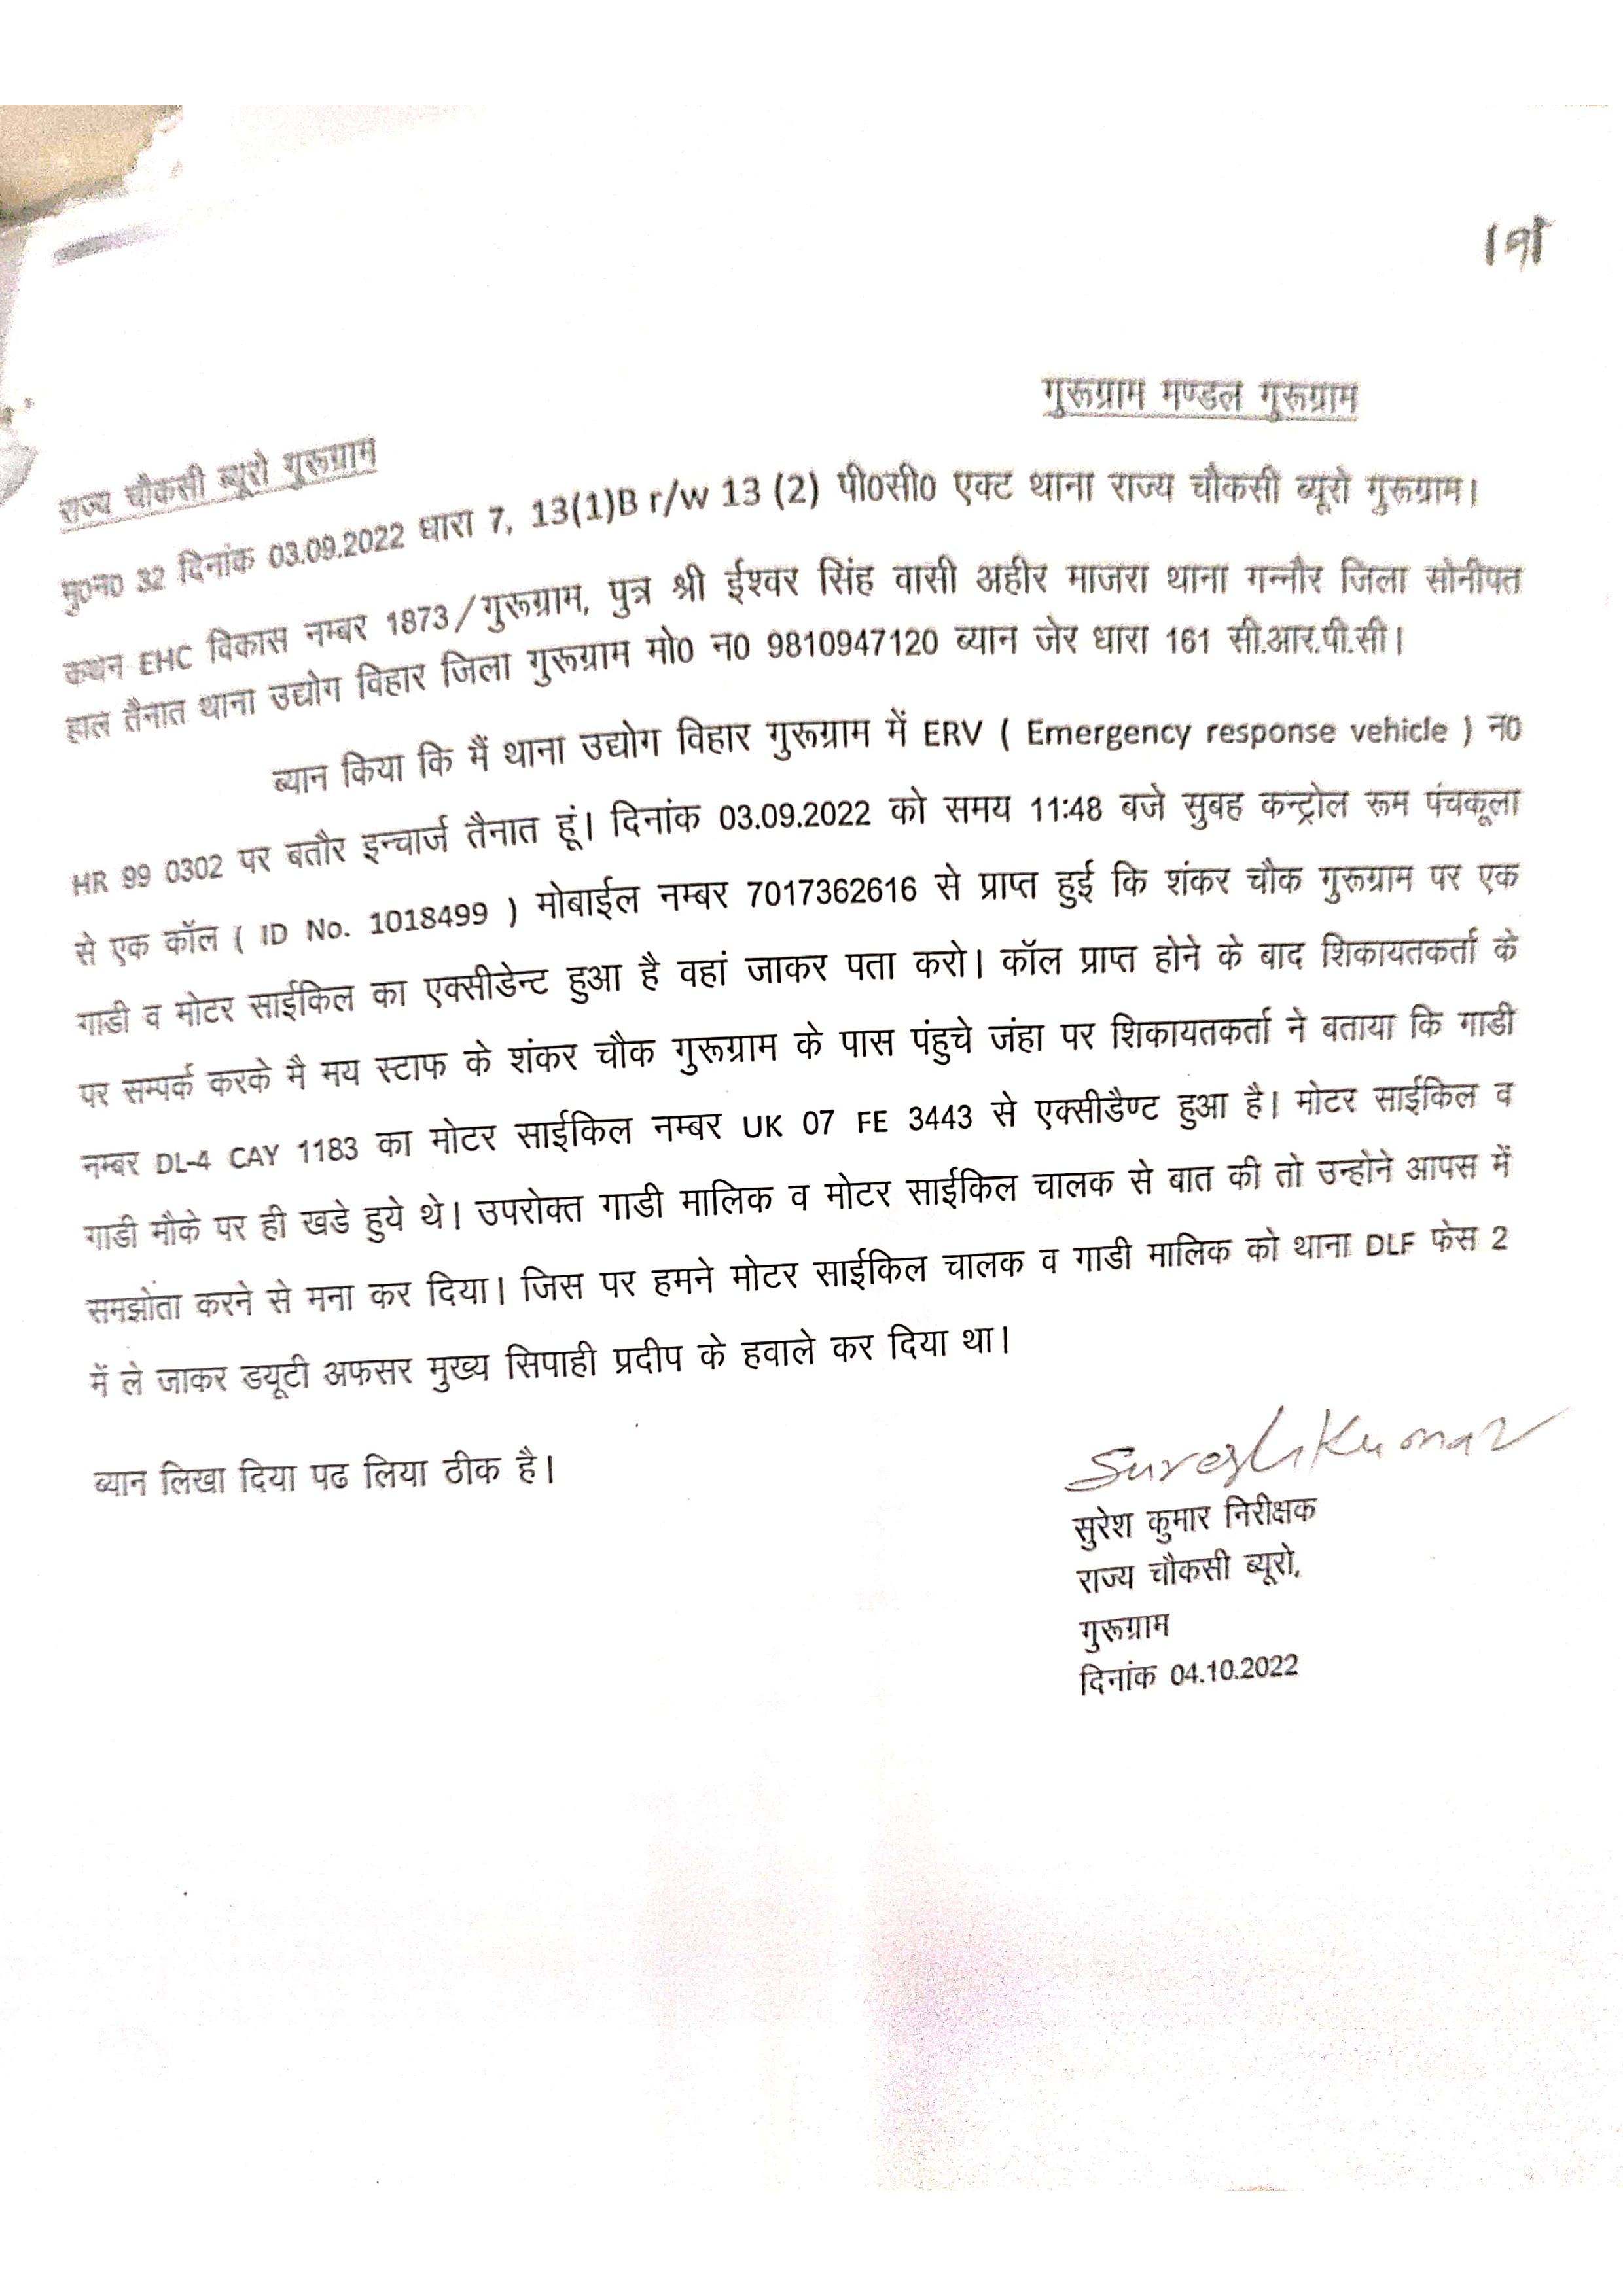 गुरूग्राम मण्डल गुरूग्राम
राज्य चौकसी ब्यूरो गुरूग्राम
मु0न0 32 दिनांक 03.09.2022 धारा 7, 13(1)B r/w 13 (2) पी0सी0 एक्ट थाना राज्य चौकसी ब्यूरो गुरूग्राम।
कथन EHC विकास नम्बर 1873/गुरूग्राम, पुत्र श्री ईश्वर सिंह वासी अहीर माजरा थाना गन्नौर जिला सोनीपत
हाल तैनात थाना उद्योग विहार जिला गुरूग्राम मो0 न0 9810947120 ब्यान जेर धारा 161 सी.आर.पी.सी।
ब्यान किया कि मैं थाना उद्योग विहार गुरूग्राम में ERV ( Emergency response vehicle ) न0
HR 99 0302 पर बतौर इन्चार्ज तैनात हूं। दिनांक 03.09.2022 को समय 11:48 बजे सुबह कन्ट्रोल रूम पंचकूला
से एक कॉल ( ID No. 1018499 ) मोबाईल नम्बर 7017362616 से प्राप्त हुई कि शंकर चौक गुरूग्राम पर एक
गाडी व मोटर साईकिल का एक्सीडेन्ट हुआ है वहां जाकर पता करो। कॉल प्राप्त होने के बाद शिकायतकर्ता के
पर सम्पर्क करके मै मय स्टाफ के शंकर चौक गुरूग्राम के पास पंहुचे जंहा पर शिकायतकर्ता ने बताया कि गाडी
नम्बर DL-4 CAY 1183 का मोटर साईकिल नम्बर UK 07 FE 3443 से एक्सीडैण्ट हुआ है। मोटर साईकिल व
गाडी मौके पर ही खडे हुये थे। उपरोक्त गाडी मालिक व मोटर साईकिल चालक से बात की तो उन्होने आपस में
समझोता करने से मना कर दिया। जिस पर हमने मोटर साईकिल चालक व गाडी मालिक को थाना DLF फेस 2
में ले जाकर डयूटी अफसर मुख्य सिपाही प्रदीप के हवाले कर दिया था।
ब्यान लिखा दिया पढ लिया ठीक है।
Suresh Kumar
सुरेश कुमार निरीक्षक
राज्य चौकसी ब्यूरो,
गुरूग्राम
दिनांक 04.10.2022